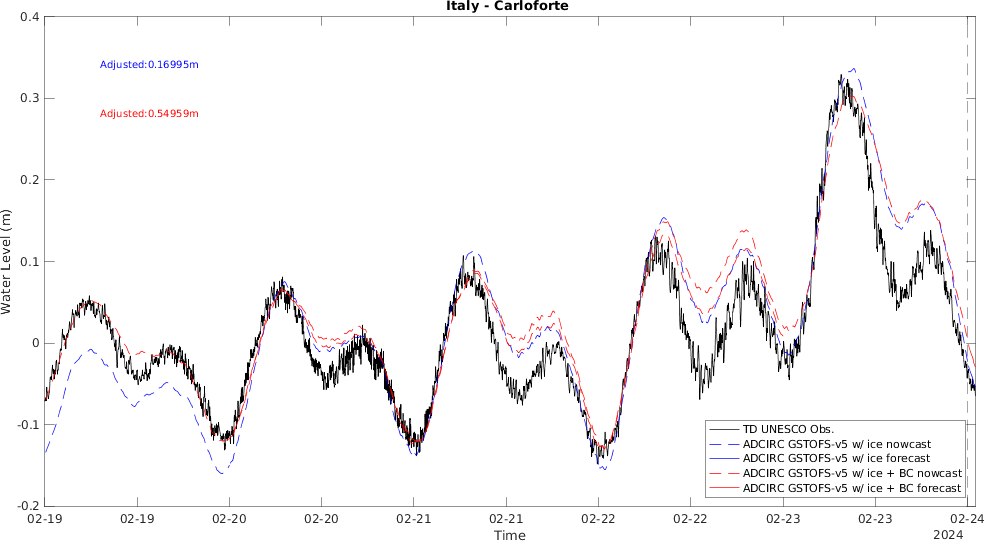 Italy - Carloforte
Adjusted:0.16995m
Adjusted:0.54959m
Water Level (m)
0.4
0.3
0.2
0.1
0
-0.1
-0.2
TD UNESCO Obs.
ADCIRC GSTOFS-v5 w/ ice nowcast
ADCIRC GSTOFS-v5 w/ ice forecast
ADCIRC GSTOFS-v5 w/ ice + BC nowcast
ADCIRC GSTOFS-v5 w/ ice + BC forecast
02-19 02-19 02-20 02-20 02-21 02-21 02-22 02-22 02-23 02-23 02-24
Time
2024